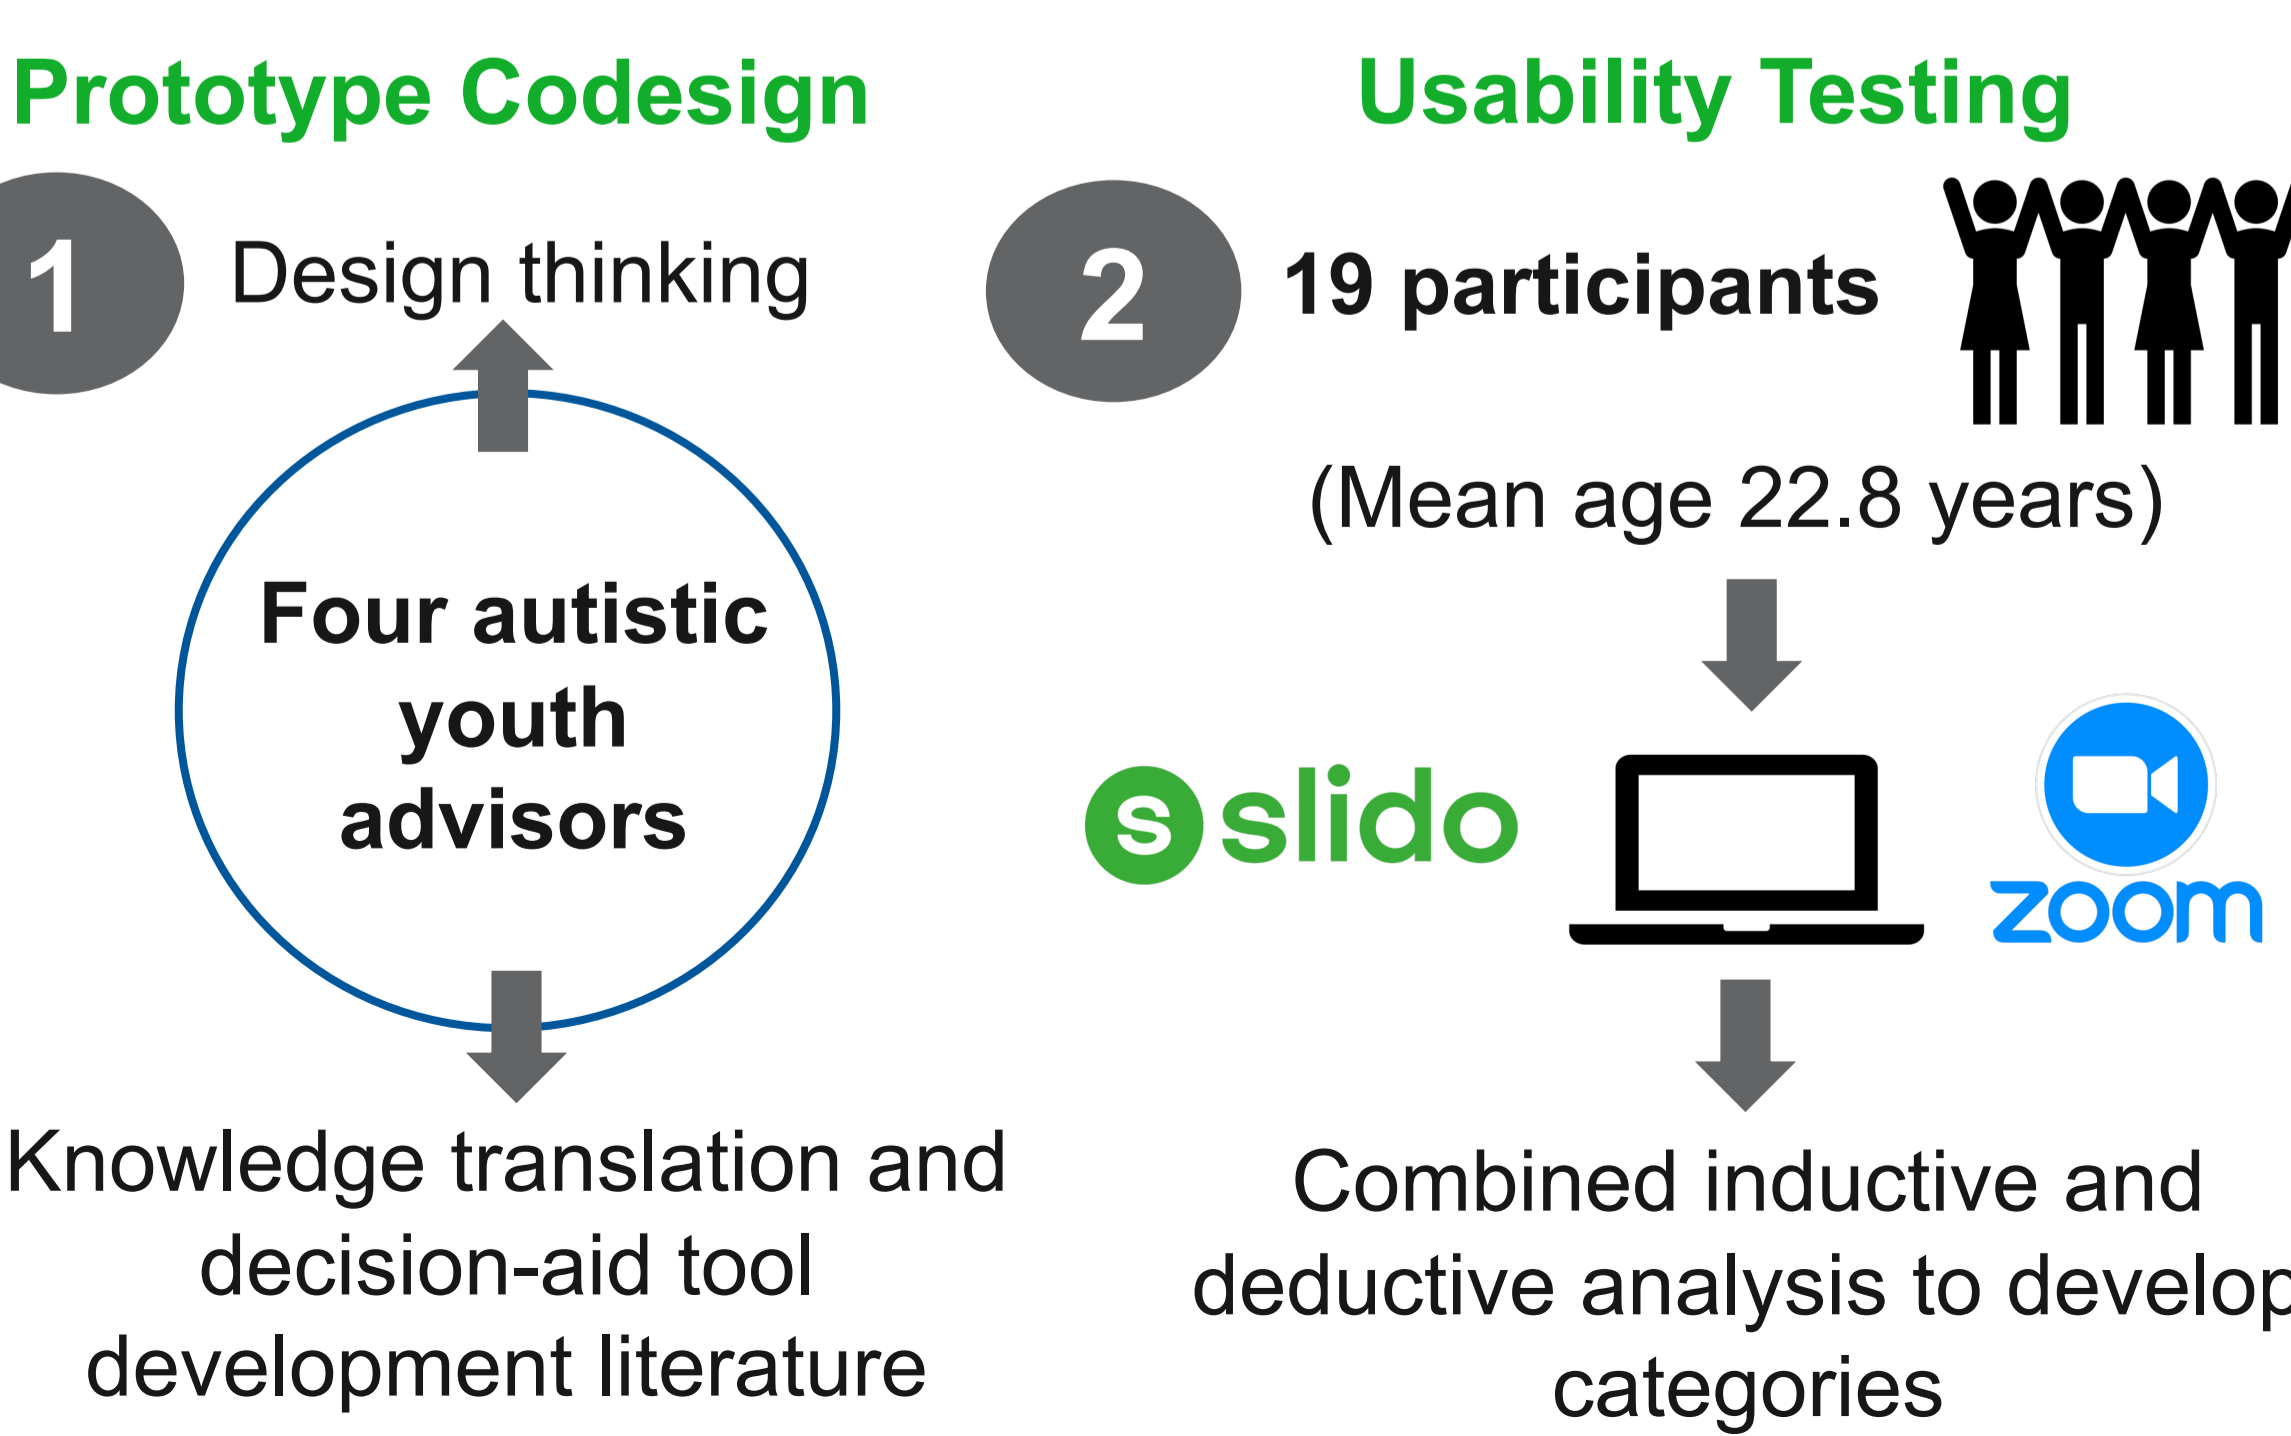 Prototype Codesign
1
Design thinking
Four autistic
youth
advisors
Knowledge translation and
decision-aid tool
development literature
Usability Testing
2
19 participants
(Mean age 22.8 years)
s slido
zoom
Combined inductive and
deductive analysis to develop
categories